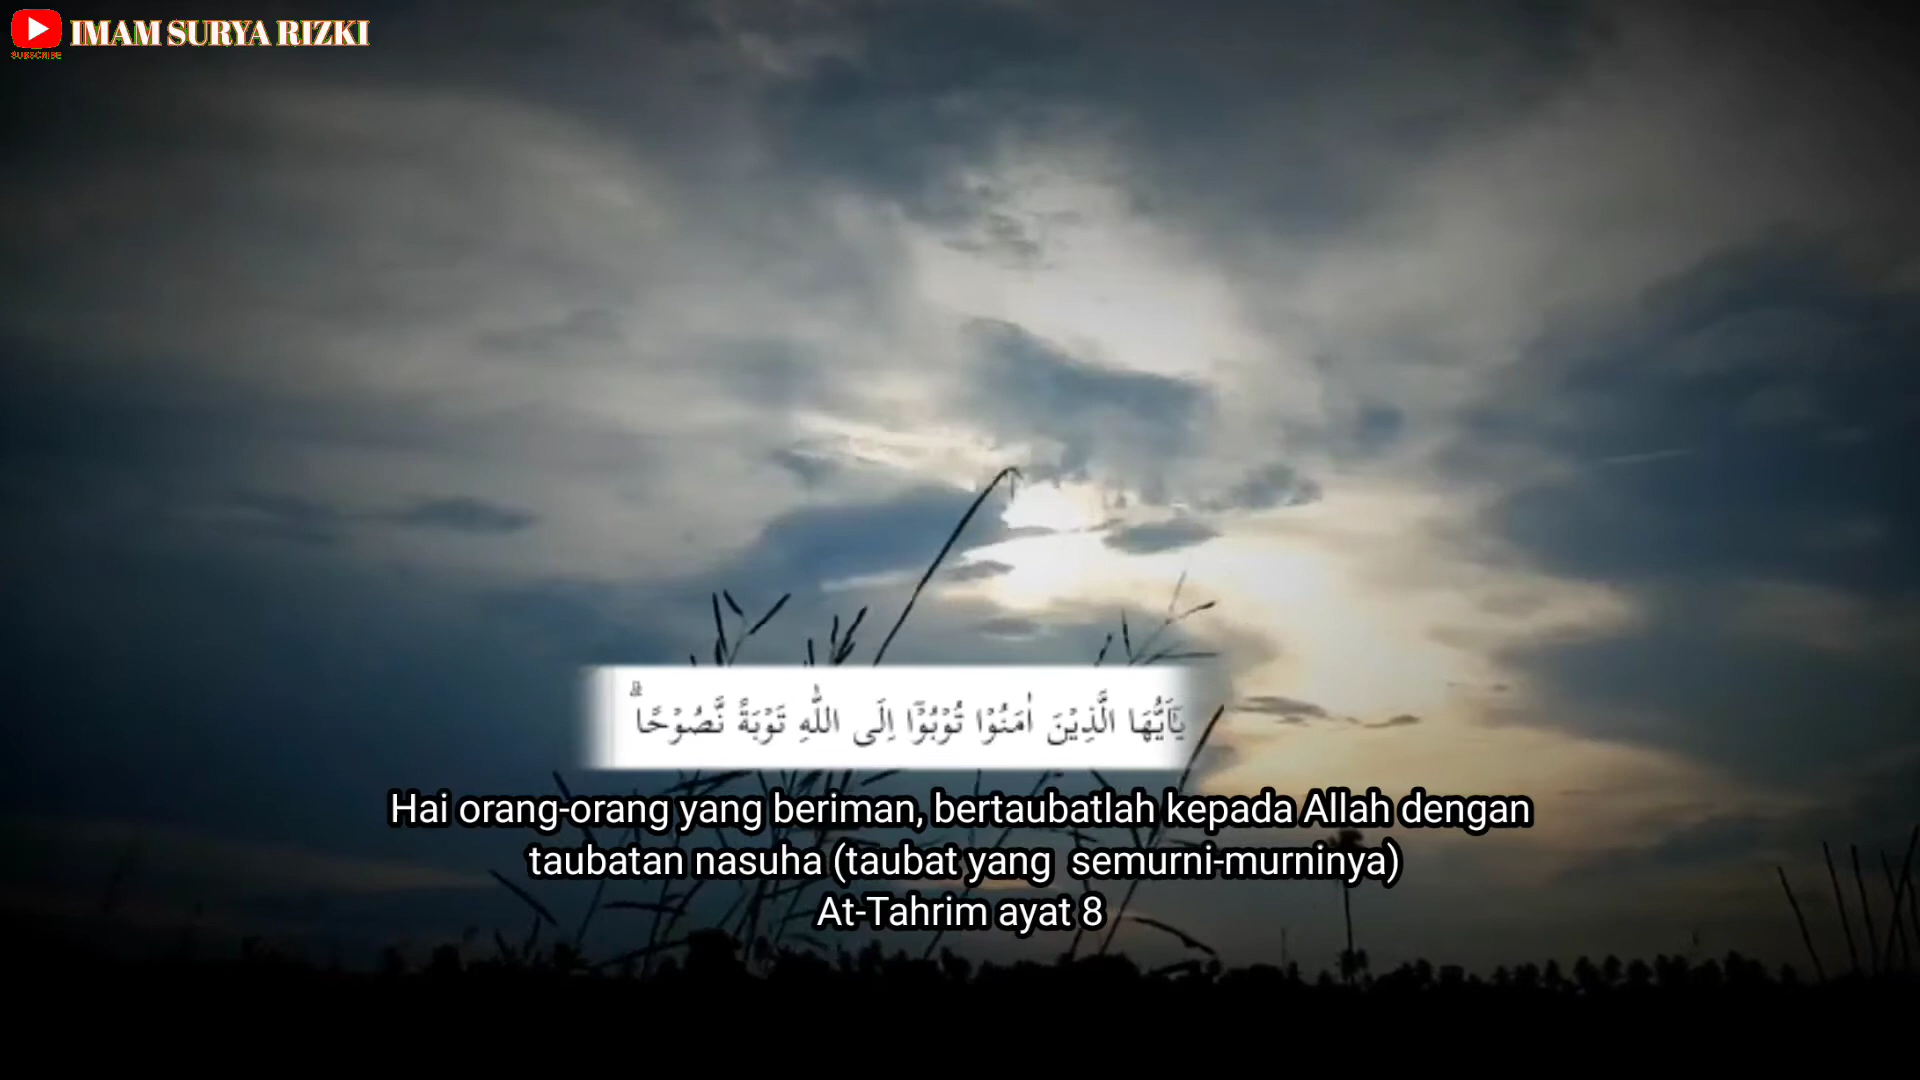 IMAM SURYA RIZKI
SUBSCRIBE
يٰٓاَيُّهَا الَّذِيْنَ اٰمَنُوْا تُوْبُوْٓا اِلَى اللّٰهِ تَوْبَةً نَّصُوْحًاۗ
Hai orang-orang yang beriman, bertaubatlah kepada Allah dengan
taubatan nasuha (taubat yang  semurni-murninya)
At-Tahrim ayat 8